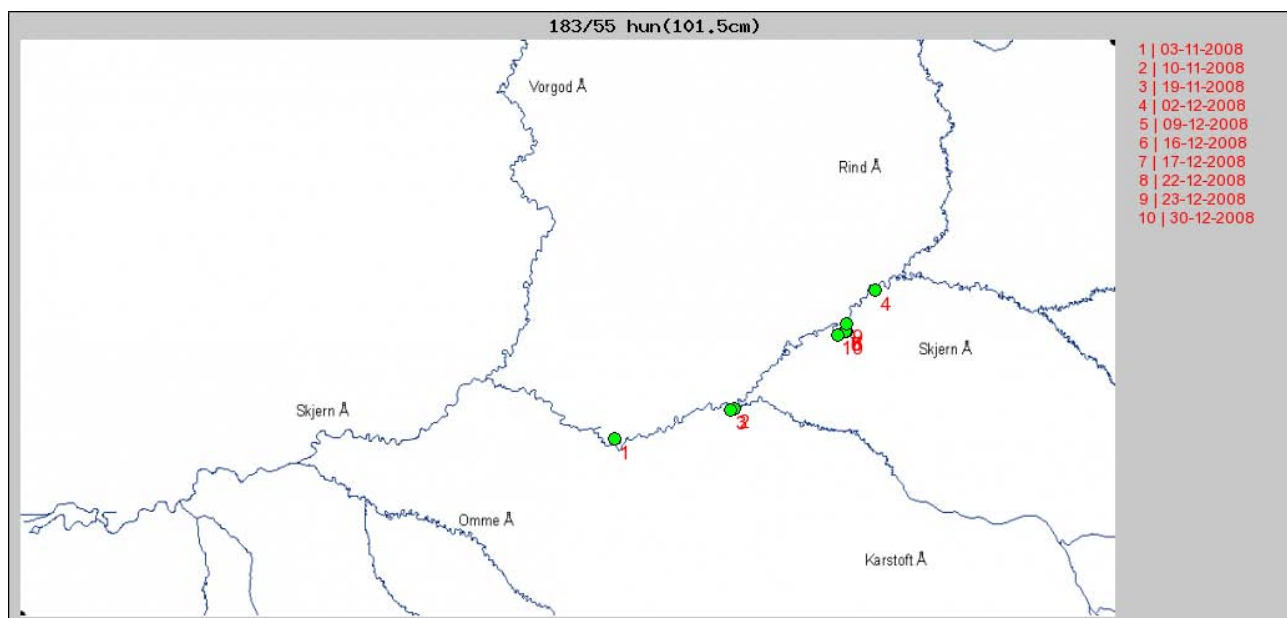 183/55 hun(101.5cm)
1 | 03-11-2008
2 | 10-11-2008
3 | 19-11-2008
4 | 02-12-2008
5 | 09-12-2008
6 | 16-12-2008
7 | 17-12-2008
8 | 22-12-2008
9 | 23-12-2008
10 | 30-12-2008
Vorgod Å
Rind Å
4
9
10
Skjern Å
Skjern Å
3
2
1
Omme Å
Karstoft Å